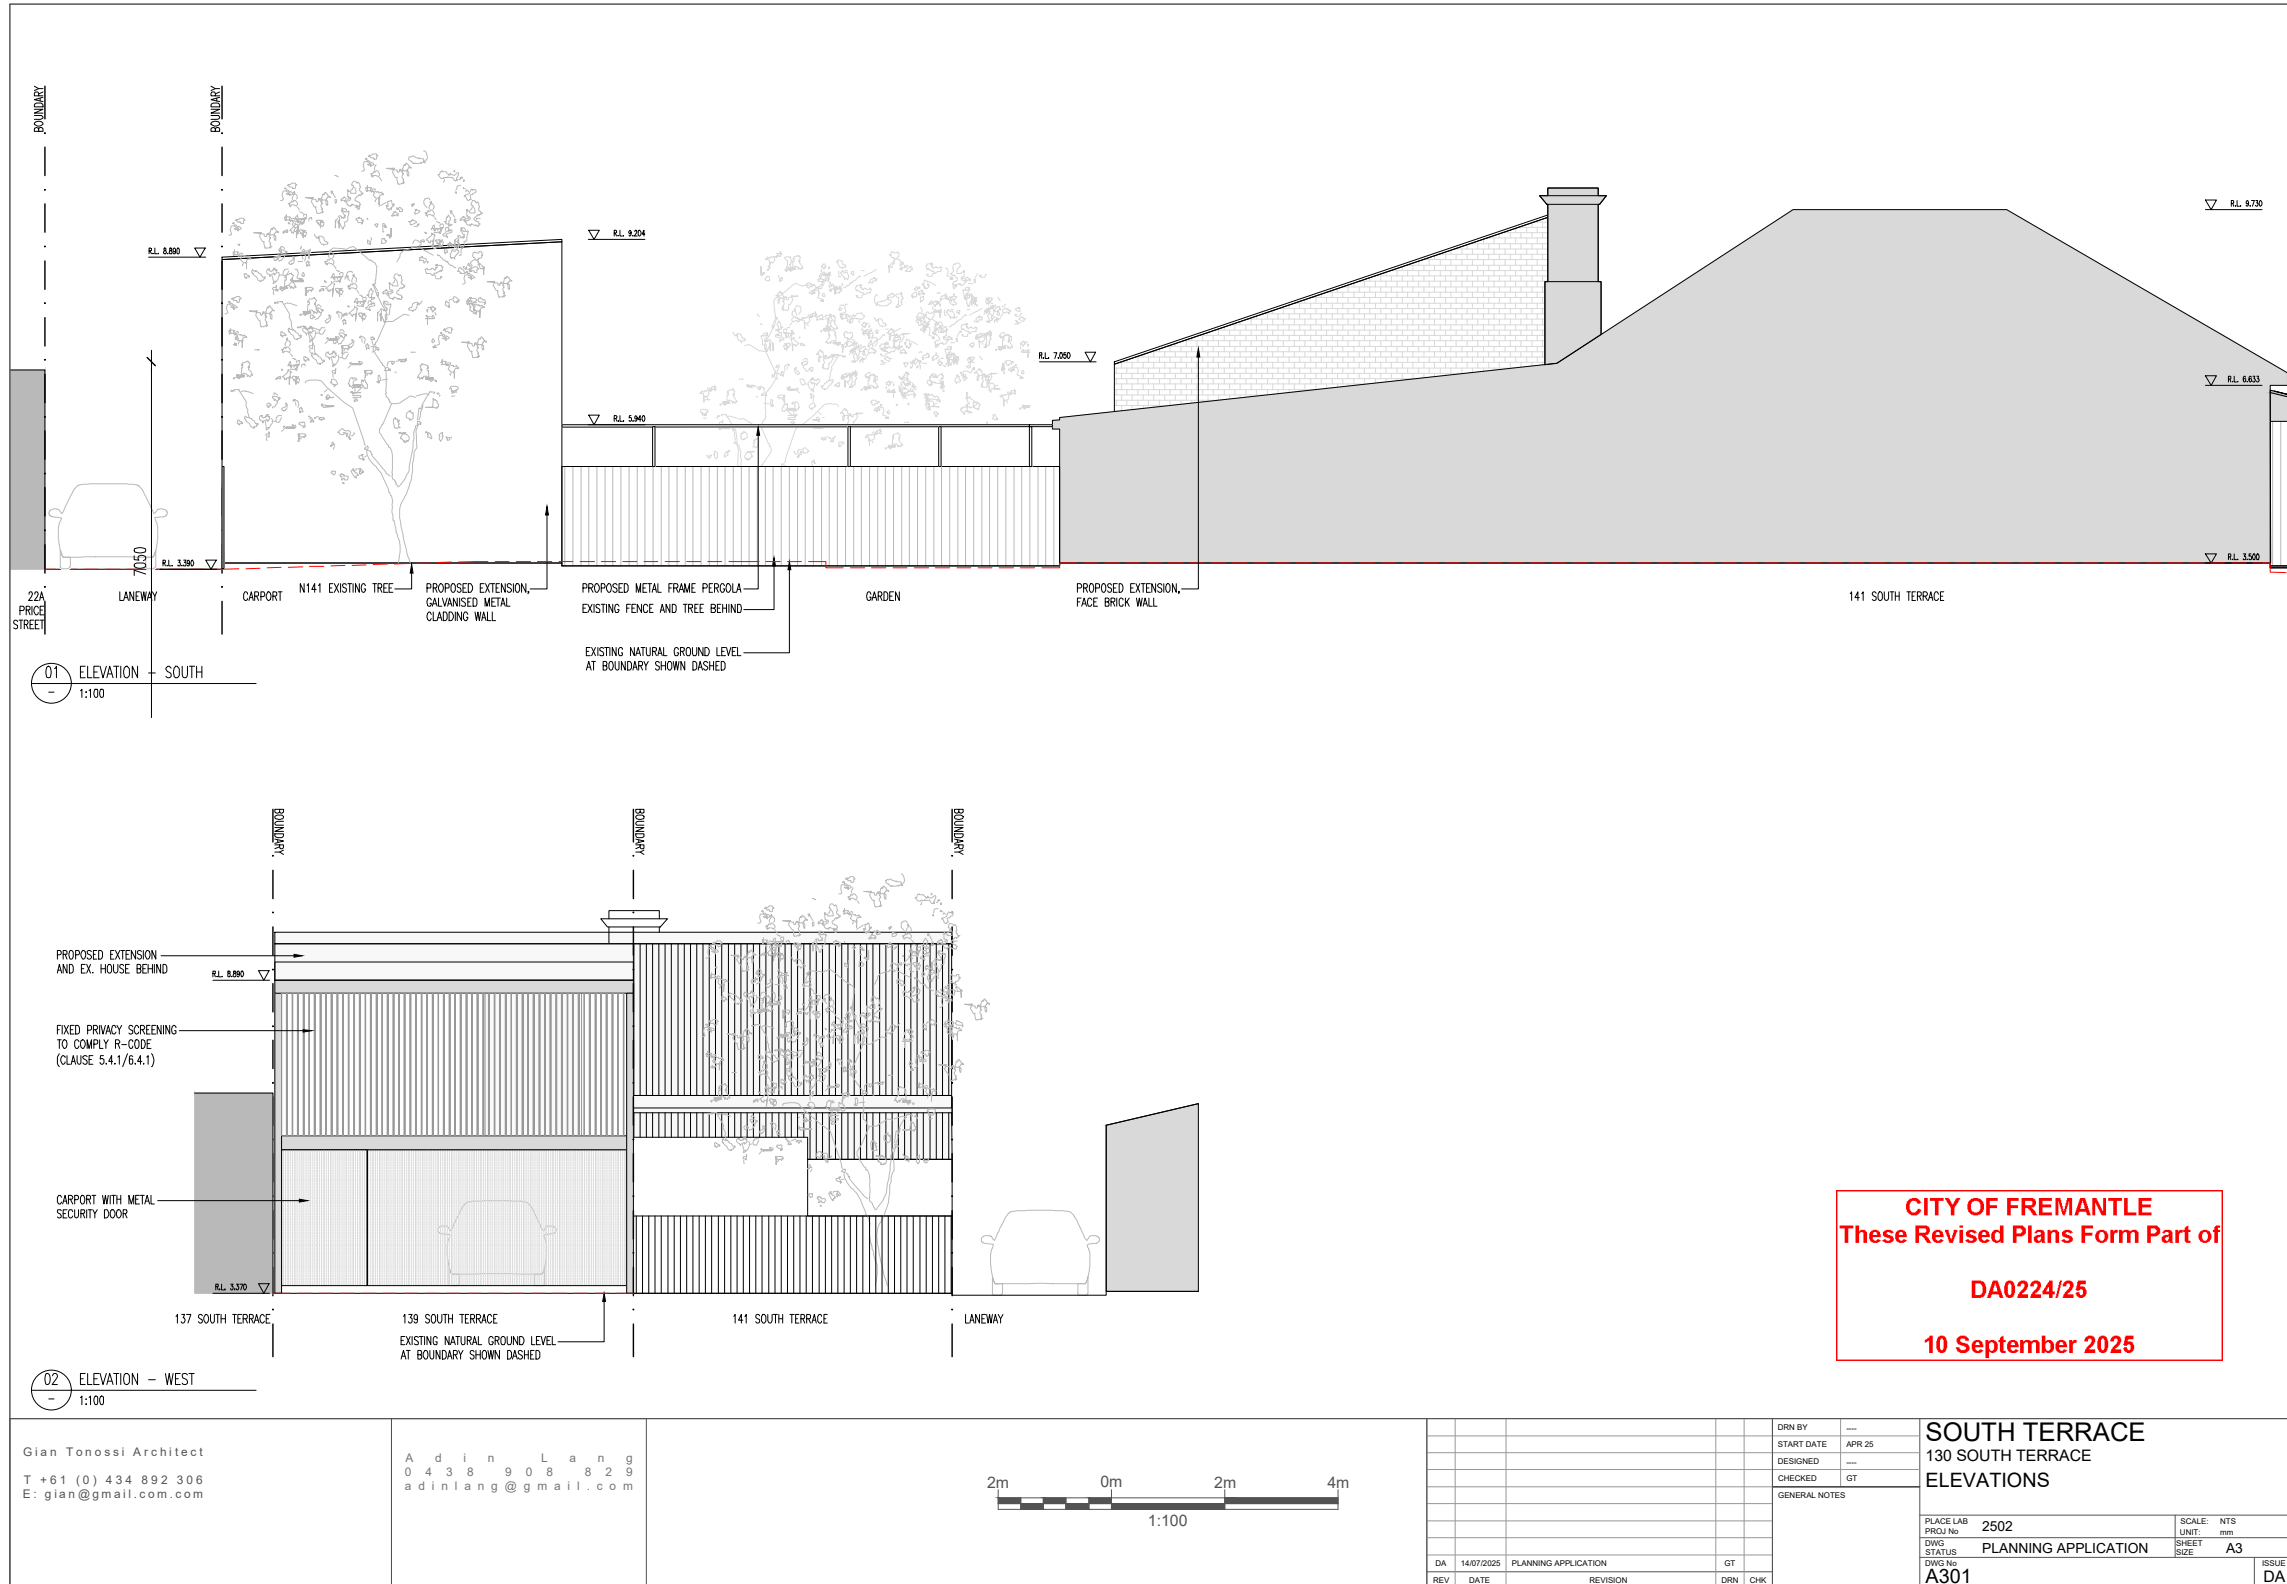 BOUNDARY
BOUNDARY
R.L. 8.890
R.L. 9.204
R.L. 9.730
R.L. 7.050
R.L. 6.633
R.L. 5.940
7050
R.L. 3.390
R.L. 3.500
22A
PRICE
STREET
LANEWAY
CARPORT
N141 EXISTING TREE
PROPOSED EXTENSION,
GALVANISED METAL
CLADDING WALL
PROPOSED METAL FRAME PERGOLA
EXISTING FENCE AND TREE BEHIND
GARDEN
PROPOSED EXTENSION,
FACE BRICK WALL
141 SOUTH TERRACE
EXISTING NATURAL GROUND LEVEL
AT BOUNDARY SHOWN DASHED
01
-
ELEVATION - SOUTH
1:100
BOUNDARY
BOUNDARY
BOUNDARY
PROPOSED EXTENSION
AND EX. HOUSE BEHIND
R.L. 8.890
FIXED PRIVACY SCREENING
TO COMPLY R-CODE
(CLAUSE 5.4.1/6.4.1)
CARPORT WITH METAL
SECURITY DOOR
R.L. 3.370
137 SOUTH TERRACE
139 SOUTH TERRACE
141 SOUTH TERRACE
LANEWAY
EXISTING NATURAL GROUND LEVEL
AT BOUNDARY SHOWN DASHED
02
-
ELEVATION - WEST
1:100
CITY OF FREMANTLE
These Revised Plans Form Part of
DA0224/25
10 September 2025
Gian Tonossi Architect
T +61 (0) 434 892 306
E: gian@gmail.com.com
Adin Lang
0438 908 829
adinlang@gmail.com
2m 0m 2m 4m
1:100
DA 14/07/2025 PLANNING APPLICATION GT
REV DATE REVISION DRN CHK
DRN BY ---
START DATE APR 25
DESIGNED ---
CHECKED GT
GENERAL NOTES
SOUTH TERRACE
130 SOUTH TERRACE
ELEVATIONS
PLACE LAB
PROJ No 2502
SCALE: NTS
UNIT: mm
DWG
STATUS PLANNING APPLICATION
SHEET
SIZE A3
DWG No
A301
ISSUE
DA